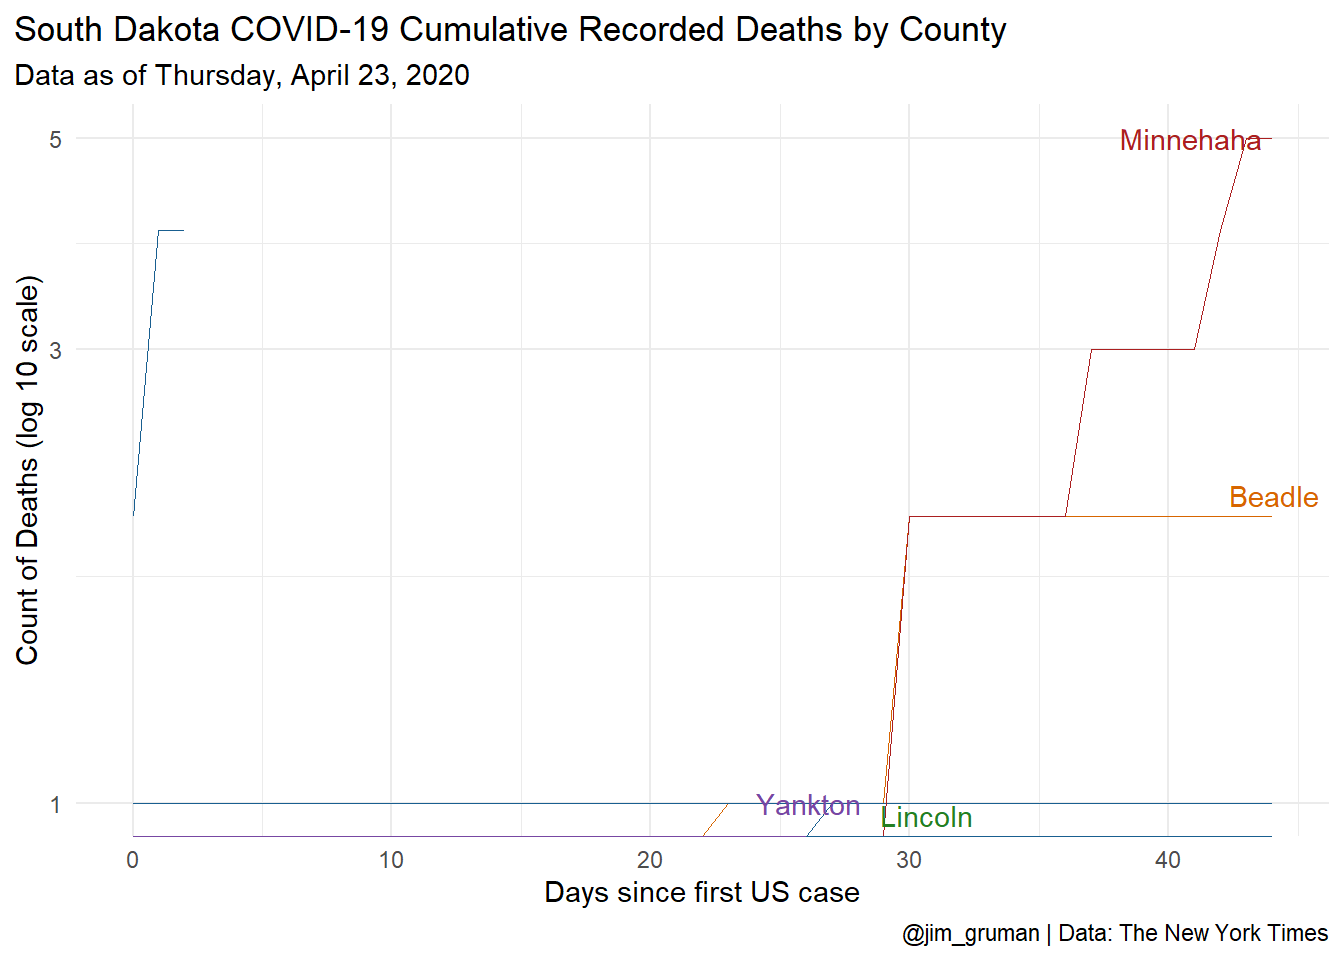 South Dakota COVID-19 Cumulative Recorded Deaths by County
Data as of Thursday, April 23, 2020
5
Minnehaha
3
Count of Deaths (log 10 scale)
Beadle
1
Yankton
Lincoln
0 10 20 30 40
Days since first US case
@jim_gruman | Data: The New York Times